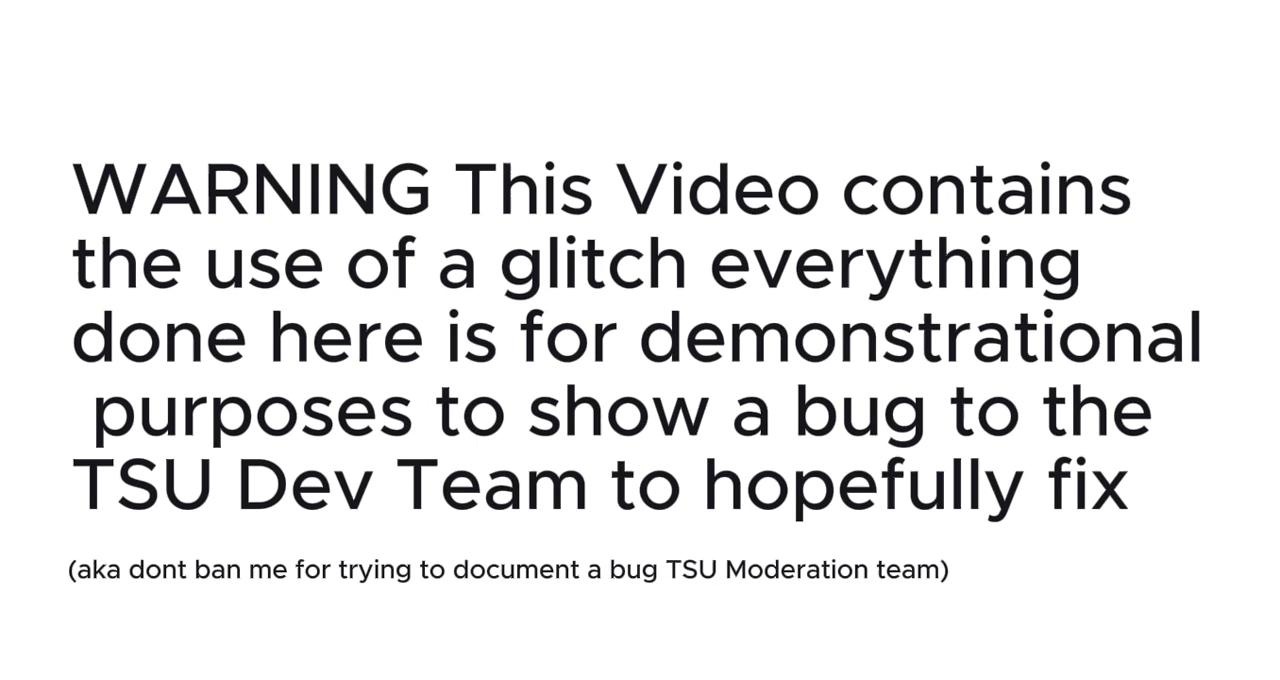 WARNING This Video contains
the use of a glitch everything
done here is for demonstrational
purposes to show a bug to the
TSU Dev Team to hopefully fix
(aka dont ban me for trying to document a bug TSU Moderation team)